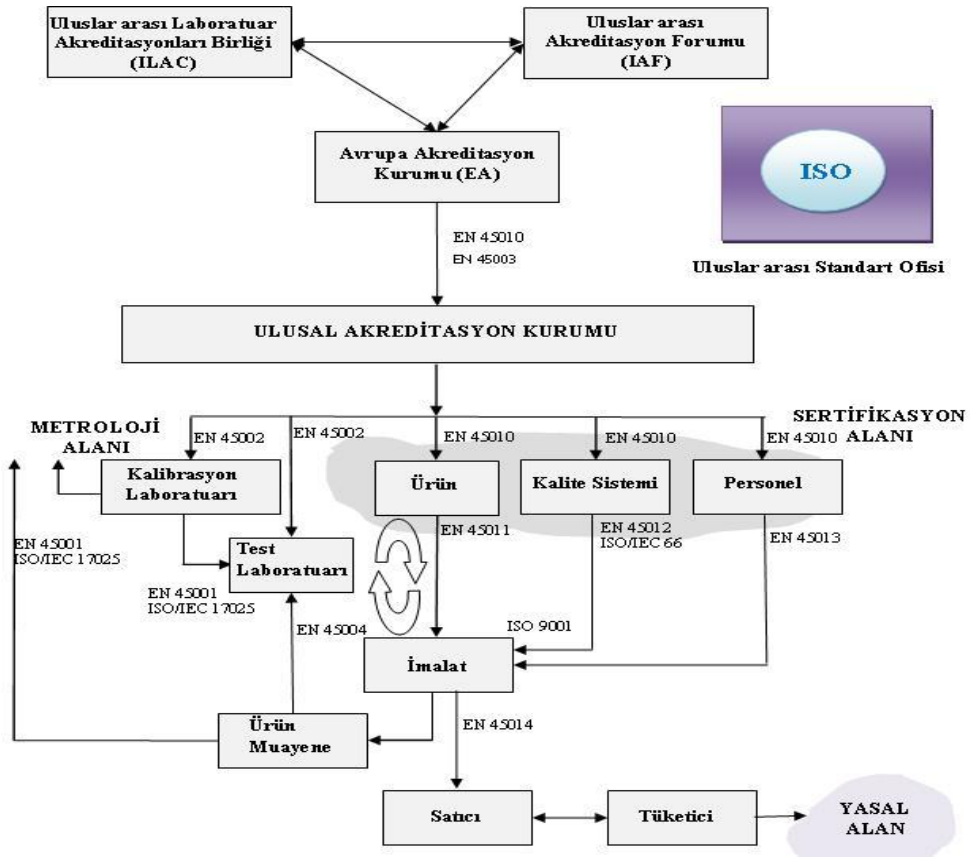 Uluslar arası Laboratuar
Akreditasyonları Birliği
(ILAC)
Uluslar arası
Akreditasyon Forumu
(IAF)
Avrupa Akreditasyon
Kurumu (EA)
ISO
Uluslar arası Standart Ofisi
EN 45010
EN 45003
ULUSAL AKREDİTASYON KURUMU
METROLOJİ
ALANI
SERTİFİKASYON
ALANI
EN 45002
EN 45002
EN 45010
EN 45010
EN 45010
Kalibrasyon
Laboratuarı
Ürün
Kalite Sistemi
Personel
EN 45001
ISO/IEC 17025
Test
Laboratuarı
EN 45011
EN 45012
ISO/IEC 66
EN 45013
EN 45001
ISO/IEC 17025
EN 45004
ISO 9001
İmalat
Ürün
Muayene
EN 45014
Satıcı
Tüketici
YASAL
ALAN